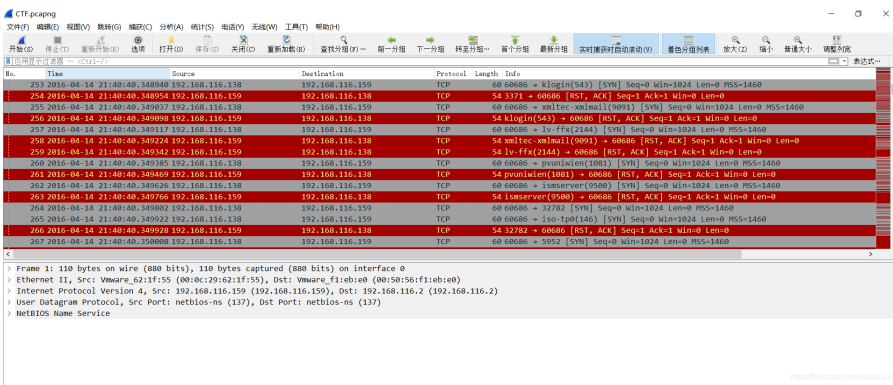 CTF.pcapng
文件(F) 编辑(E) 视图(V) 跳转(G) 捕获(C) 分析(A) 统计(S) 电话(Y) 无线(W) 工具(T) 帮助(H)
开始(S) 停止(T) 重新开始(R) 选项 打开(O) 保存(S) 关闭(C) 重新加载(R) 查找分组(F)… 前一分组 下一分组 转至分组… 首个分组 最新分组 实时捕获时自动滚动(V) 着色分组列表 放大(Z) 缩小 普通大小 调整列宽
应用显示过滤器 … <Ctrl-/> 表达式…
No. Time Source Destination Protocol Length Info
253 2016-04-14 21:40:40.348940 192.168.116.138 192.168.116.159 TCP 60 60686 → klogin(543) [SYN] Seq=0 Win=1024 Len=0 MSS=1460
254 2016-04-14 21:40:40.348954 192.168.116.159 192.168.116.138 TCP 54 3371 → 60686 [RST, ACK] Seq=1 Ack=1 Win=0 Len=0
255 2016-04-14 21:40:40.349037 192.168.116.138 192.168.116.159 TCP 60 60686 → xmltec-xmlmail(9091) [SYN] Seq=0 Win=1024 Len=0 MSS=1460
256 2016-04-14 21:40:40.349098 192.168.116.159 192.168.116.138 TCP 54 klogin(543) → 60686 [RST, ACK] Seq=1 Ack=1 Win=0 Len=0
257 2016-04-14 21:40:40.349117 192.168.116.138 192.168.116.159 TCP 60 60686 → lv-ffx(2144) [SYN] Seq=0 Win=1024 Len=0 MSS=1460
258 2016-04-14 21:40:40.349224 192.168.116.159 192.168.116.138 TCP 54 xmltec-xmlmail(9091) → 60686 [RST, ACK] Seq=1 Ack=1 Win=0 Len=0
259 2016-04-14 21:40:40.349342 192.168.116.159 192.168.116.138 TCP 54 lv-ffx(2144) → 60686 [RST, ACK] Seq=1 Ack=1 Win=0 Len=0
260 2016-04-14 21:40:40.349385 192.168.116.138 192.168.116.159 TCP 60 60686 → pvuniwien(1081) [SYN] Seq=0 Win=1024 Len=0 MSS=1460
261 2016-04-14 21:40:40.349469 192.168.116.159 192.168.116.138 TCP 54 pvuniwien(1081) → 60686 [RST, ACK] Seq=1 Ack=1 Win=0 Len=0
262 2016-04-14 21:40:40.349626 192.168.116.138 192.168.116.159 TCP 60 60686 → ismserver(9500) [SYN] Seq=0 Win=1024 Len=0 MSS=1460
263 2016-04-14 21:40:40.349766 192.168.116.159 192.168.116.138 TCP 54 ismserver(9500) → 60686 [RST, ACK] Seq=1 Ack=1 Win=0 Len=0
264 2016-04-14 21:40:40.349802 192.168.116.138 192.168.116.159 TCP 60 60686 → 32782 [SYN] Seq=0 Win=1024 Len=0 MSS=1460
265 2016-04-14 21:40:40.349922 192.168.116.138 192.168.116.159 TCP 60 60686 → iso-tp0(146) [SYN] Seq=0 Win=1024 Len=0 MSS=1460
266 2016-04-14 21:40:40.349928 192.168.116.159 192.168.116.138 TCP 54 32782 → 60686 [RST, ACK] Seq=1 Ack=1 Win=0 Len=0
267 2016-04-14 21:40:40.350008 192.168.116.138 192.168.116.159 TCP 60 60686 → 5952 [SYN] Seq=0 Win=1024 Len=0 MSS=1460
Frame 1: 110 bytes on wire (880 bits), 110 bytes captured (880 bits) on interface 0
Ethernet II, Src: Vmware_62:1f:55 (00:0c:29:62:1f:55), Dst: Vmware_f1:eb:e0 (00:50:56:f1:eb:e0)
Internet Protocol Version 4, Src: 192.168.116.159 (192.168.116.159), Dst: 192.168.116.2 (192.168.116.2)
User Datagram Protocol, Src Port: netbios-ns (137), Dst Port: netbios-ns (137)
NetBIOS Name Service